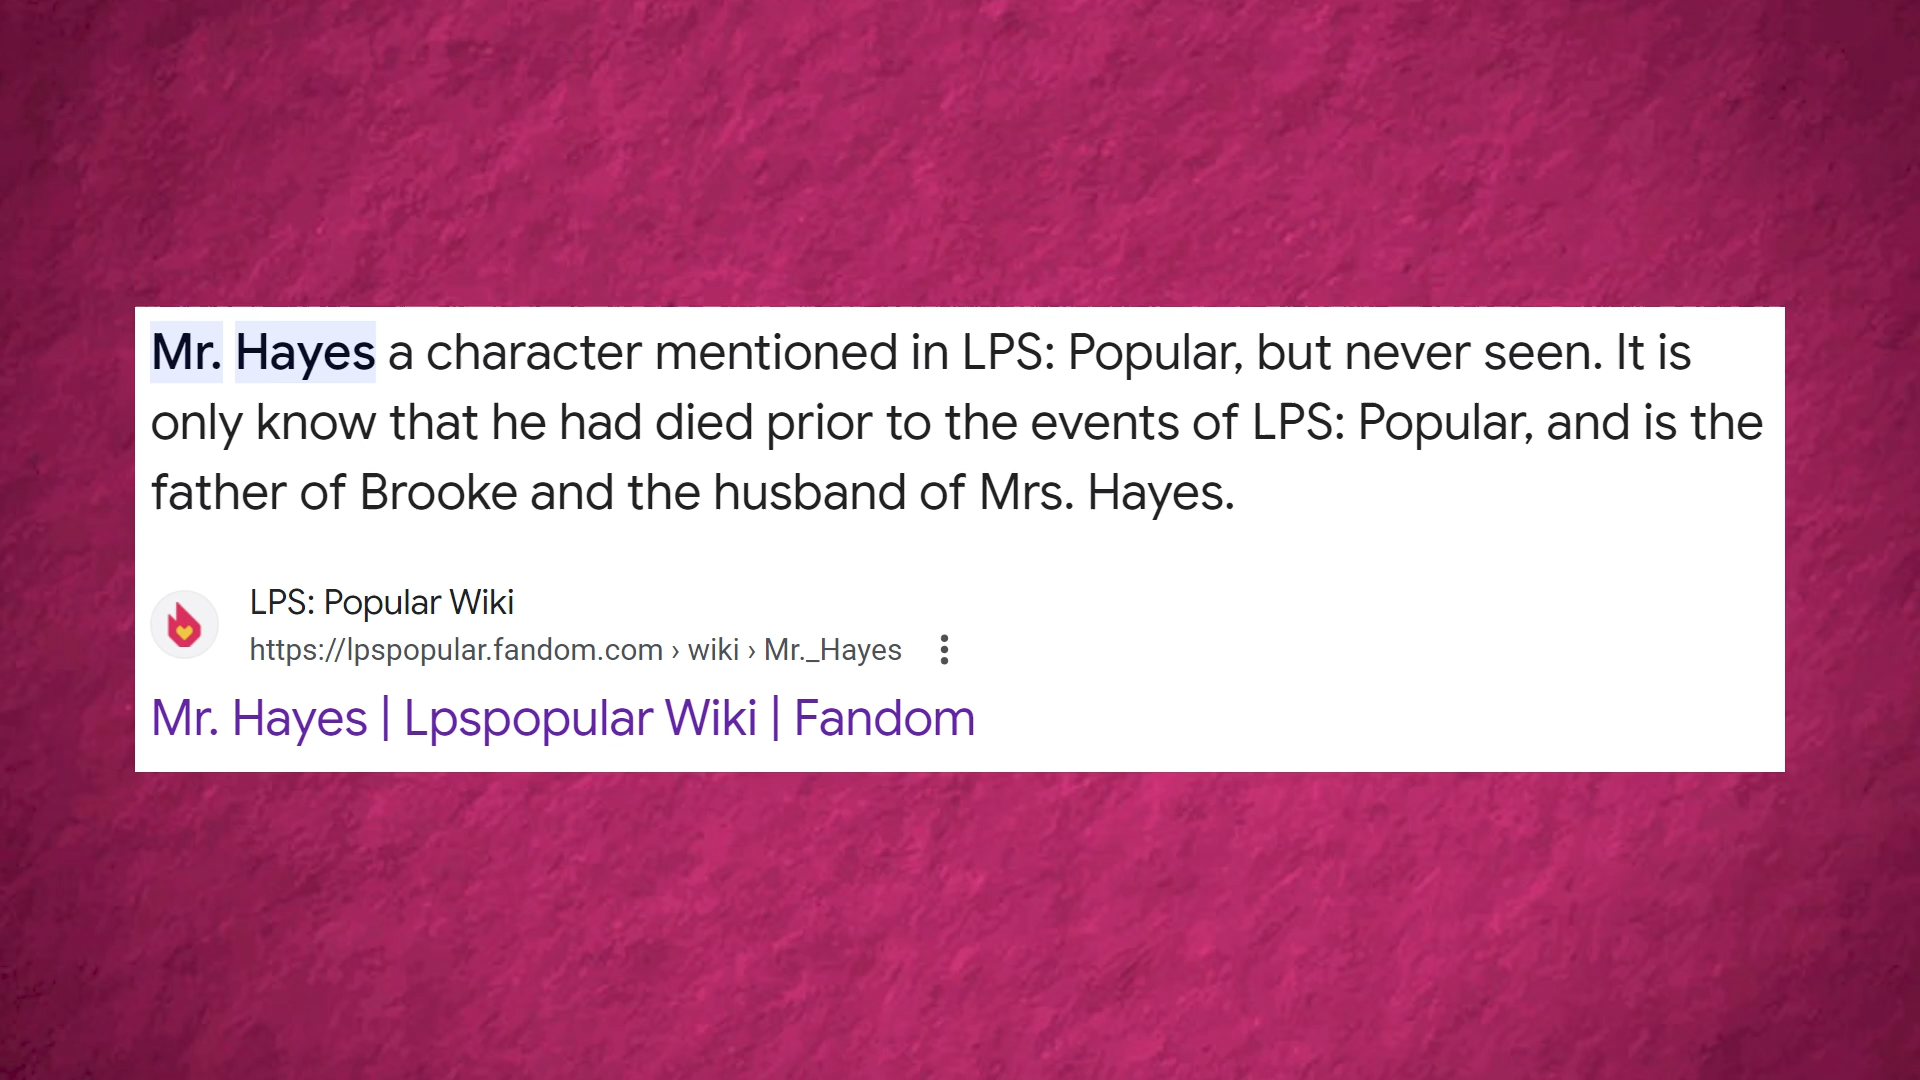 Mr. Hayes a character mentioned in LPS: Popular, but never seen. It is
only know that he had died prior to the events of LPS: Popular, and is the
father of Brooke and the husband of Mrs. Hayes.
LPS: Popular Wiki
https://lpspopular.fandom.com › wiki › Mr._Hayes
Mr. Hayes | Lpspopular Wiki | Fandom